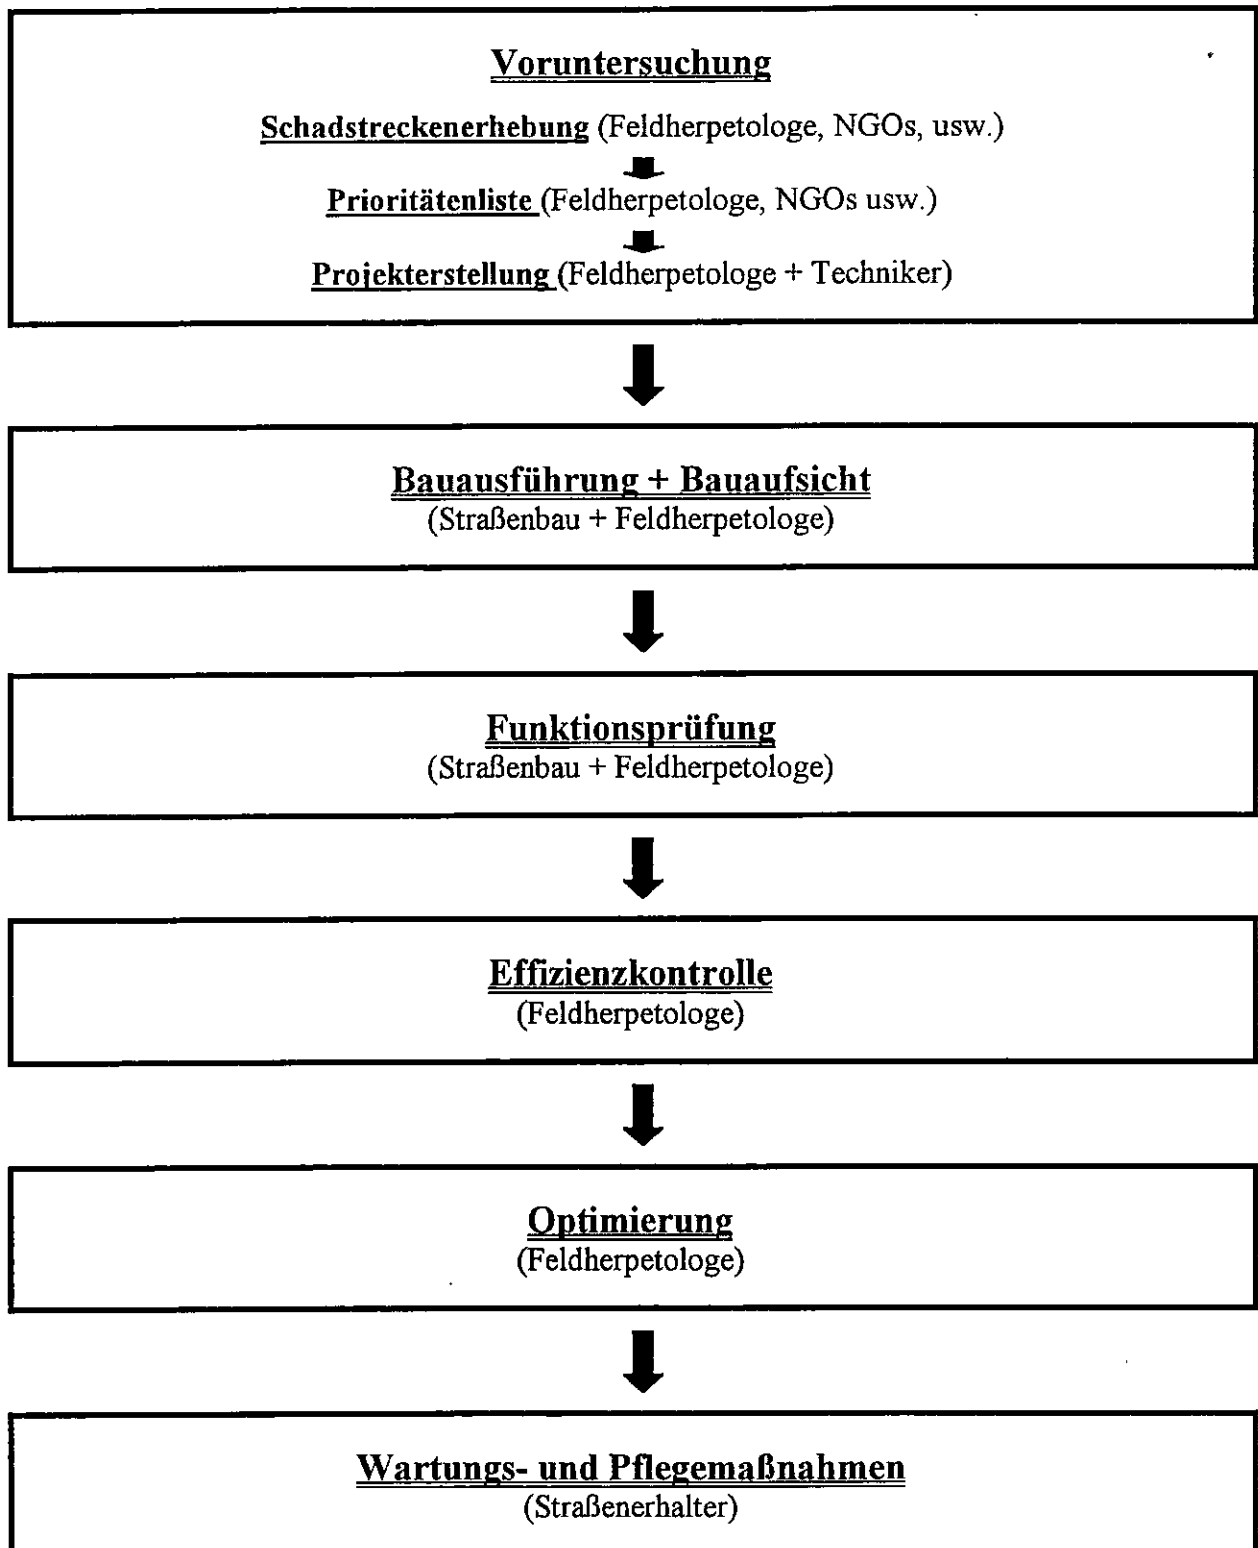 Voruntersuchung
Schadstreckenerhebung (Feldherpetologe, NGOs, usw.)
Prioritätenliste (Feldherpetologe, NGOs usw.)
Projekterstellung (Feldherpetologe + Techniker)
Bauausführung + Bauaufsicht
(Straßenbau + Feldherpetologe)
Funktionsprüfung
(Straßenbau + Feldherpetologe)
Effizienzkontrolle
(Feldherpetologe)
Optimierung
(Feldherpetologe)
Wartungs- und Pflegemaßnahmen
(Straßenerhalter)